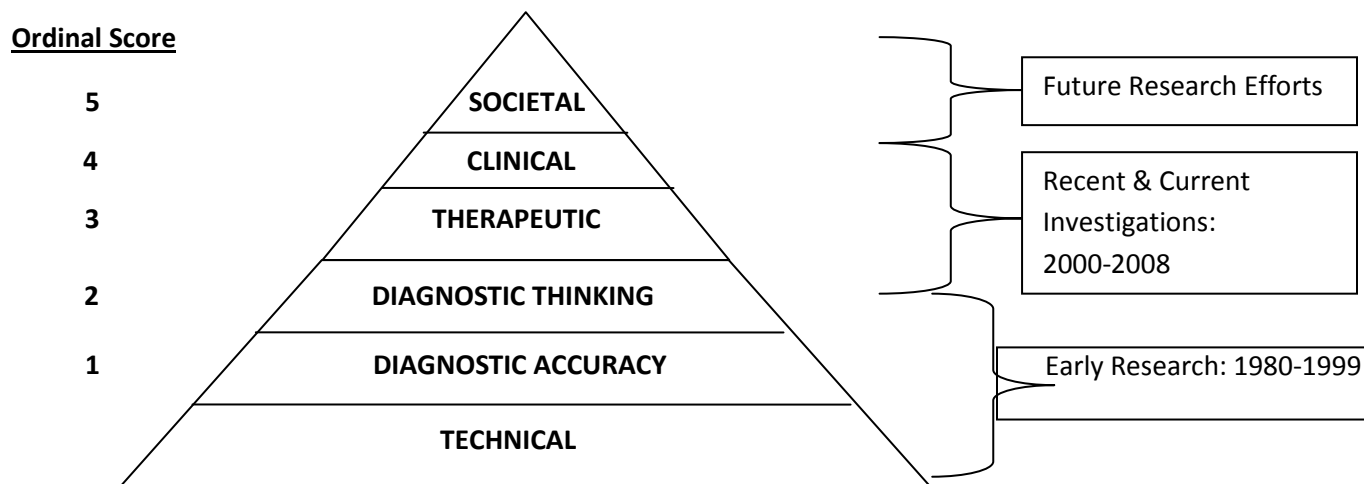 Ordinal Score
5 SOCIETAL
4 CLINICAL
3 THERAPEUTIC
2 DIAGNOSTIC THINKING
1 DIAGNOSTIC ACCURACY
TECHNICAL
Future Research Efforts
Recent & Current
Investigations:
2000-2008
Early Research: 1980-1999